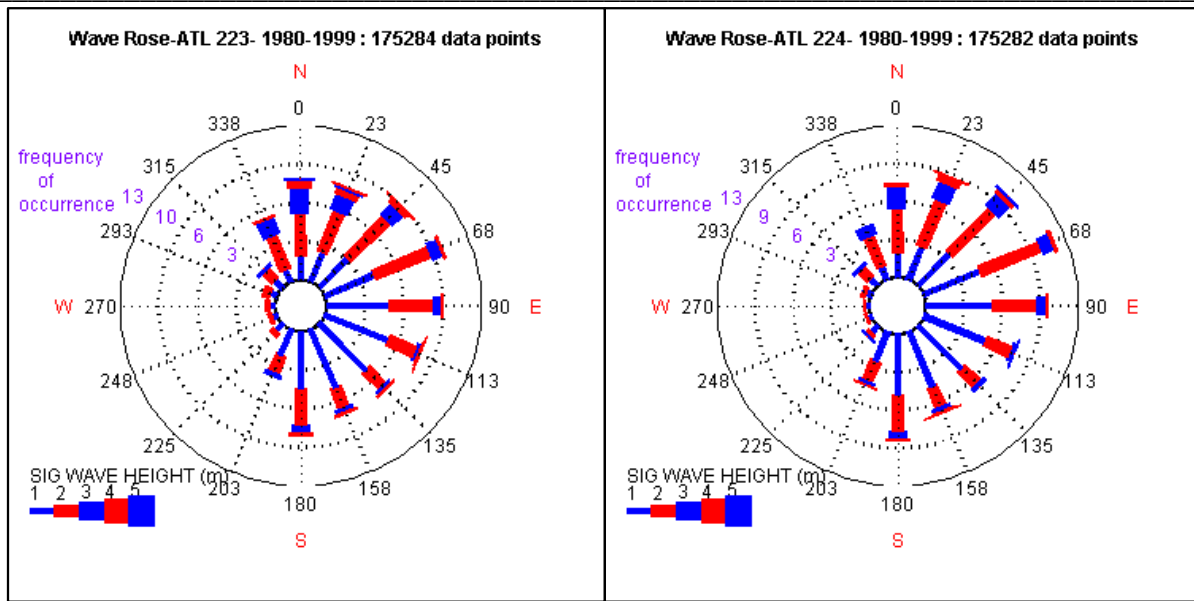 Wave Rose-ATL 223- 1980-1999 : 175284 data points
N
0
338
23
frequency
of
occurrence
315
45
13
10
6
3
293
68
W 270
90 E
248
113
225
135
SIG WAVE HEIGHT (m)
203
158
1 2 3 4 5
180
S
Wave Rose-ATL 224- 1980-1999 : 175282 data points
N
0
338
23
frequency
of
occurrence
315
45
13
9
6
3
293
68
W 270
90 E
248
113
225
135
SIG WAVE HEIGHT (m)
203
158
1 2 3 4 5
180
S